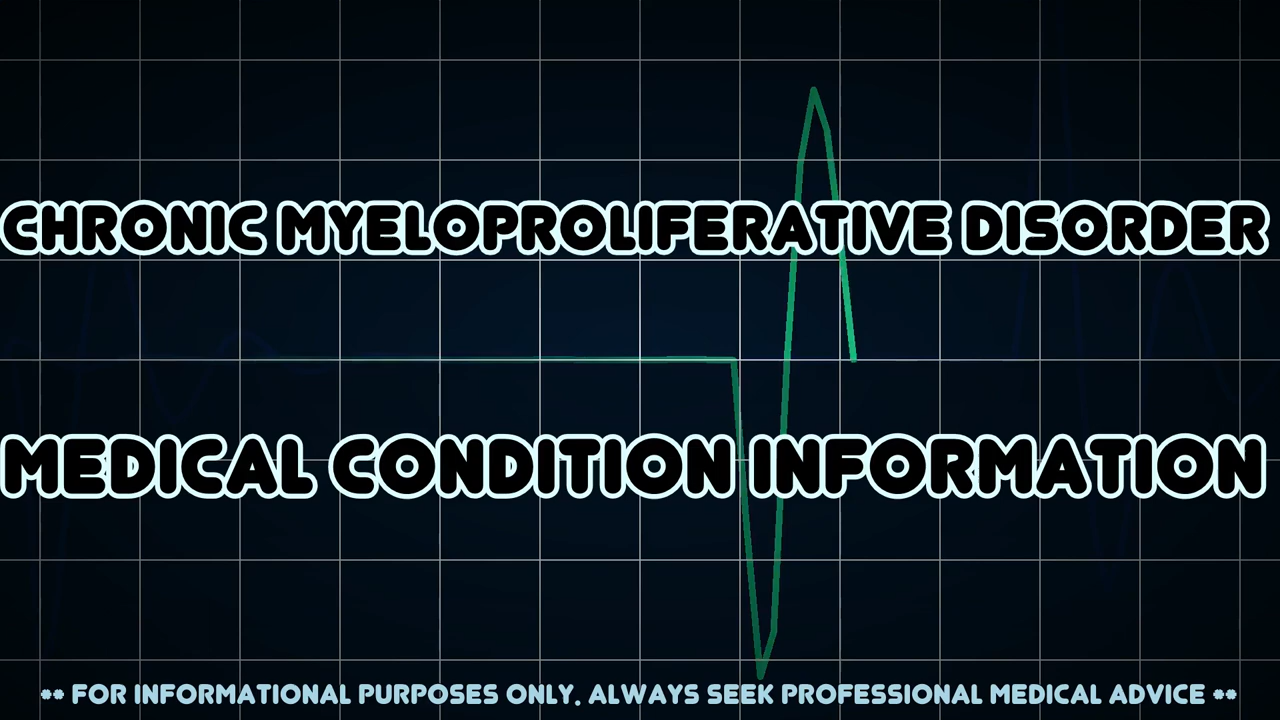 CHRONIC MYELOPROLIFERATIVE DISORDER
MEDICAL CONDITION INFORMATION
** FOR INFORMATIONAL PURPOSES ONLY. ALWAYS SEEK PROFESSIONAL MEDICAL ADVICE **